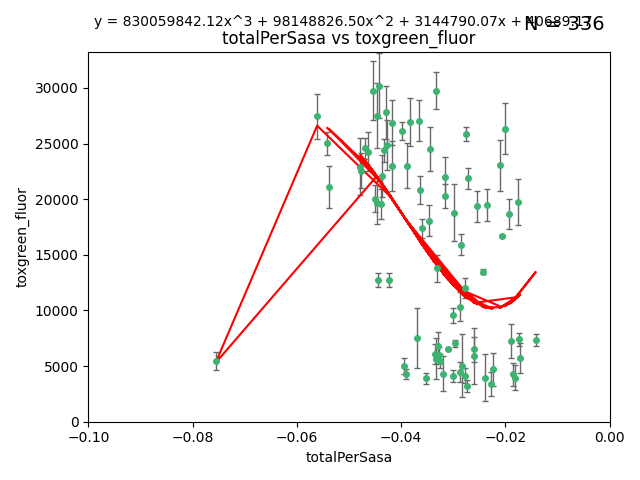 y = 830059842.12x^3 + 98148826.50x^2 + 3144790.07x +
N = 336
totalPerSasa vs toxgreen_fluor
30000
25000
20000
15000
10000
5000
0
toxgreen_fluor
−0.10 −0.08 −0.06 −0.04 −0.02 0.00
totalPerSasa